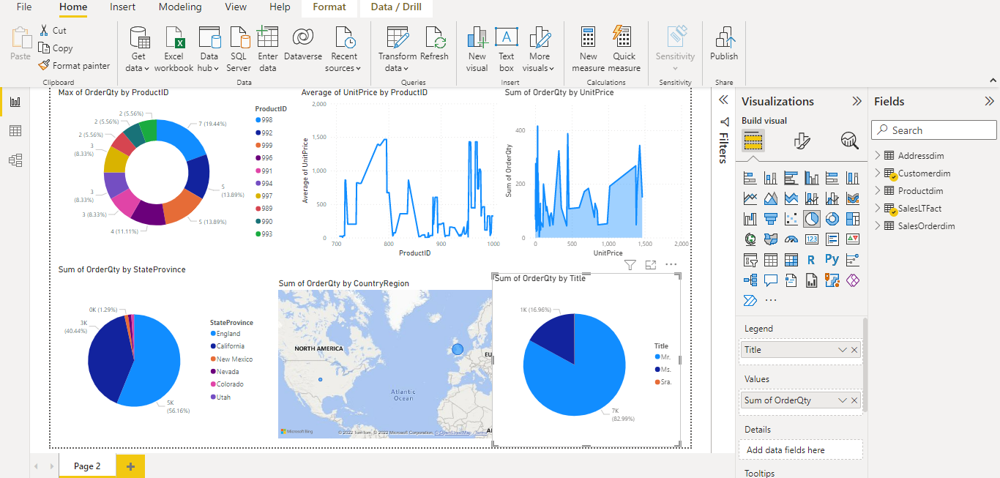 File Home Insert Modeling View Help Format Data / Drill
Paste
Cut
Copy
Format painter
Clipboard
Get data
Excel workbook
Data hub
SQL Server
Enter data
Dataverse
Recent sources
Data
Transform data
Refresh
Queries
New visual
Text box
More visuals
Insert
New measure
Quick measure
Calculations
Sensitivity
Sensitivity
Publish
Share
Max of OrderQty by ProductID
2 (5.56%)
2 (5.56%)
2 (5.56%)
3
(8.33%)
3
(8.33%)
3 (8.33%)
4 (11.11%)
5 (13.89%)
5
(13.89%)
7 (19.44%)
ProductID
998
992
999
996
991
994
997
989
990
993
Average of UnitPrice by ProductID
Average of UnitPrice
2,000
1,500
1,000
500
0
700 800 900 1000
ProductID
Sum of OrderQty by UnitPrice
Sum of OrderQty
400
200
0
0 500 1,000 1,500 2,000
UnitPrice
Sum of OrderQty by StateProvince
0K (1.29%)
3K
(40.44%)
5K
(56.16%)
StateProvince
England
California
New Mexico
Nevada
Colorado
Utah
Sum of OrderQty by CountryRegion
NORTH AMERICA
EU
Atlantic
Ocean
Microsoft Bing
© 2022 TomTom, © 2022 Microsoft Corporation, © OpenStreetMap Terms
Sum of OrderQty by Title
1K (16.96%)
7K
(82.99%)
Title
Mr.
Ms.
Sra.
Page 2
+
Filters
Visualizations
Build visual
123
R
Py
Legend
Title
Values
Sum of OrderQty
Details
Add data fields here
Tooltips
Fields
Search
Addressdim
Customerdim
Productdim
SalesLTFact
SalesOrderdim